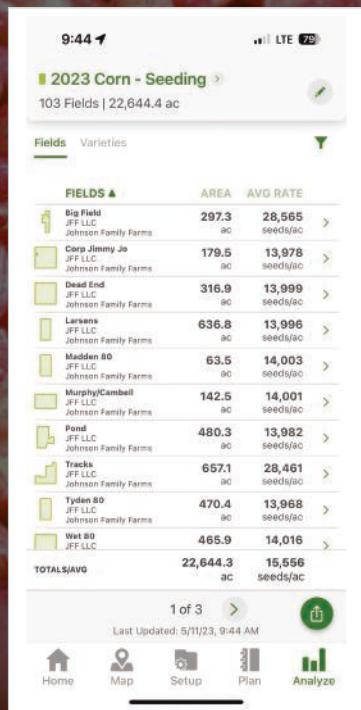 9:44 LTE 79
2023 Corn - Seeding >
103 Fields | 22,644.4 ac
Fields Varieties
FIELDS ▲ AREA AVG RATE
Big Field 297.3 28,565
JFF LLC ac seeds/ac
Johnson Family Farms
Corp Jimmy Jo 179.5 13,978
JFF LLC ac seeds/ac
Johnson Family Farms
Dead End 316.9 13,999
JFF LLC ac seeds/ac
Johnson Family Farms
Larsens 636.8 13,996
JFF LLC ac seeds/ac
Johnson Family Farms
Madden 80 63.5 14,003
JFF LLC ac seeds/ac
Johnson Family Farms
Murphy/Cambell 142.5 14,001
JFF LLC ac seeds/ac
Johnson Family Farms
Pond 480.3 13,982
JFF LLC ac seeds/ac
Johnson Family Farms
Tracks 657.1 28,461
JFF LLC ac seeds/ac
Johnson Family Farms
Tyden 80 470.4 13,968
JFF LLC ac seeds/ac
Johnson Family Farms
Wet 80 465.9 14,016
JFF LLC
TOTALS/AVG 22,644.3 15,556
ac seeds/ac
1 of 3 >
Last Updated: 5/11/23, 9:44 AM
Home Map Setup Plan Analyze